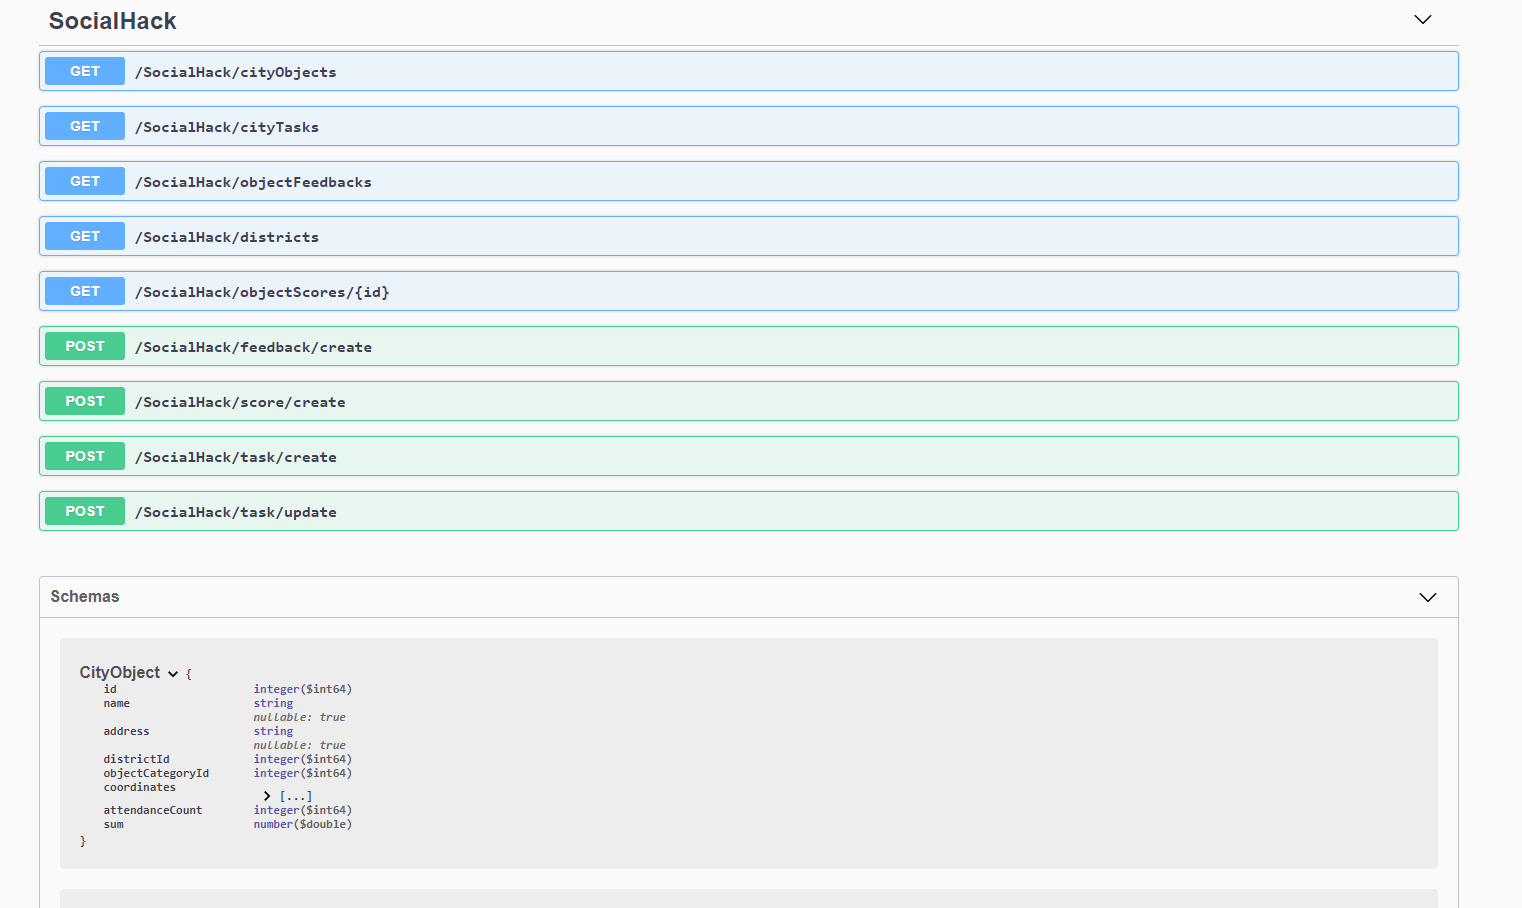 SocialHack
GET /SocialHack/cityObjects
GET /SocialHack/cityTasks
GET /SocialHack/objectFeedbacks
GET /SocialHack/districts
GET /SocialHack/objectScores/{id}
POST /SocialHack/feedback/create
POST /SocialHack/score/create
POST /SocialHack/task/create
POST /SocialHack/task/update
Schemas
CityObject {
id integer($int64)
name string
nullable: true
address string
nullable: true
districtId integer($int64)
objectCategoryId integer($int64)
coordinates
[...]
attendanceCount integer($int64)
sum number($double)
}